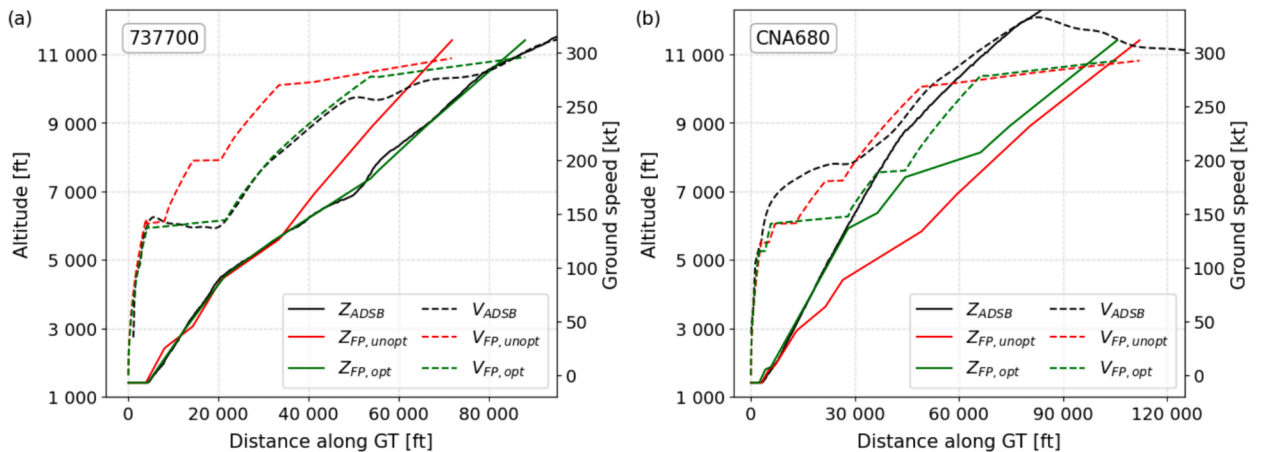 (a)
737700
11 000
9 000
7 000
5 000
3 000
1 000
Altitude [ft]
300
250
200
150
100
50
0
Ground speed [kt]
Z_ADSB
V_ADSB
Z_FP, unopt
V_FP, unopt
Z_FP, opt
V_FP, opt
0
20 000
40 000
60 000
80 000
Distance along GT [ft]
(b)
CNA680
11 000
9 000
7 000
5 000
3 000
1 000
Altitude [ft]
300
250
200
150
100
50
0
Ground speed [kt]
Z_ADSB
V_ADSB
Z_FP, unopt
V_FP, unopt
Z_FP, opt
V_FP, opt
0
30 000
60 000
90 000
120 000
Distance along GT [ft]